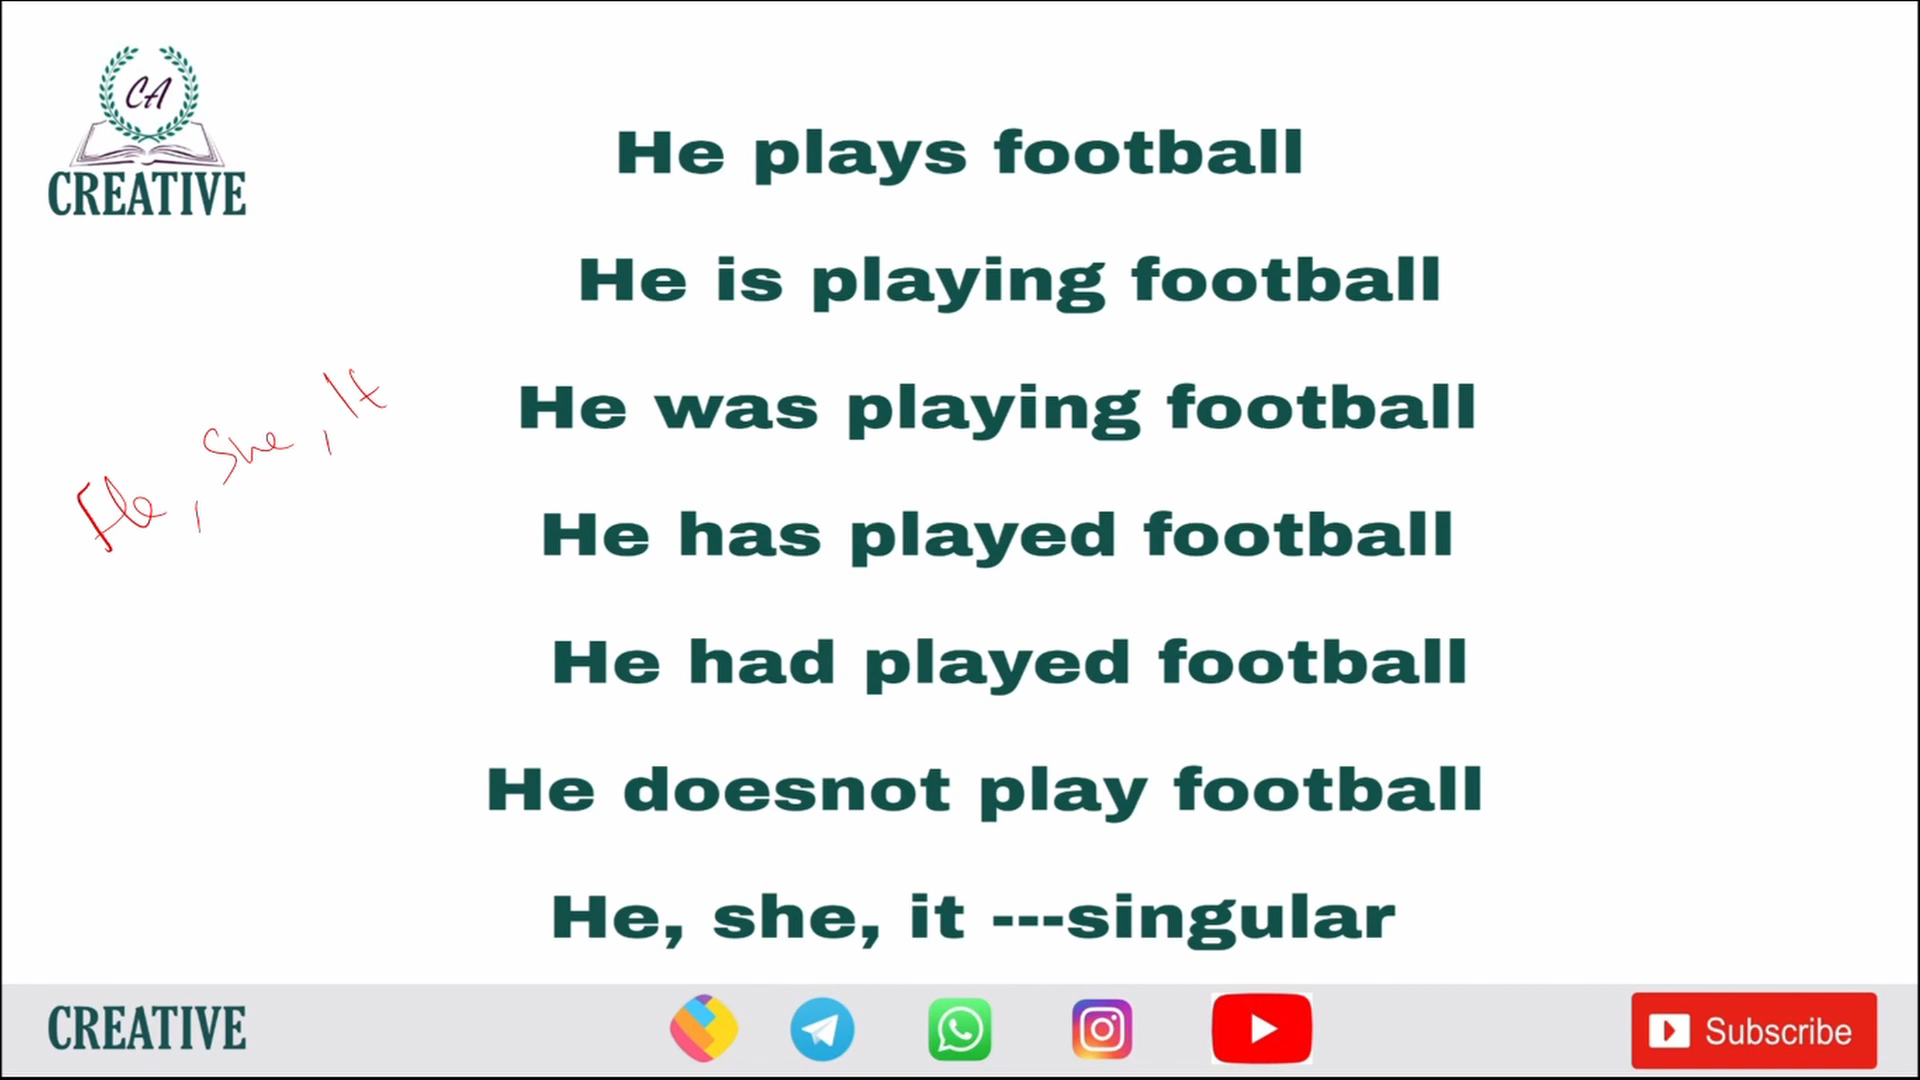 CA
CREATIVE
He plays football
He is playing football
He was playing football
He, She, It
He has played football
He had played football
He doesnot play football
He, she, it ---singular
CREATIVE
Subscribe